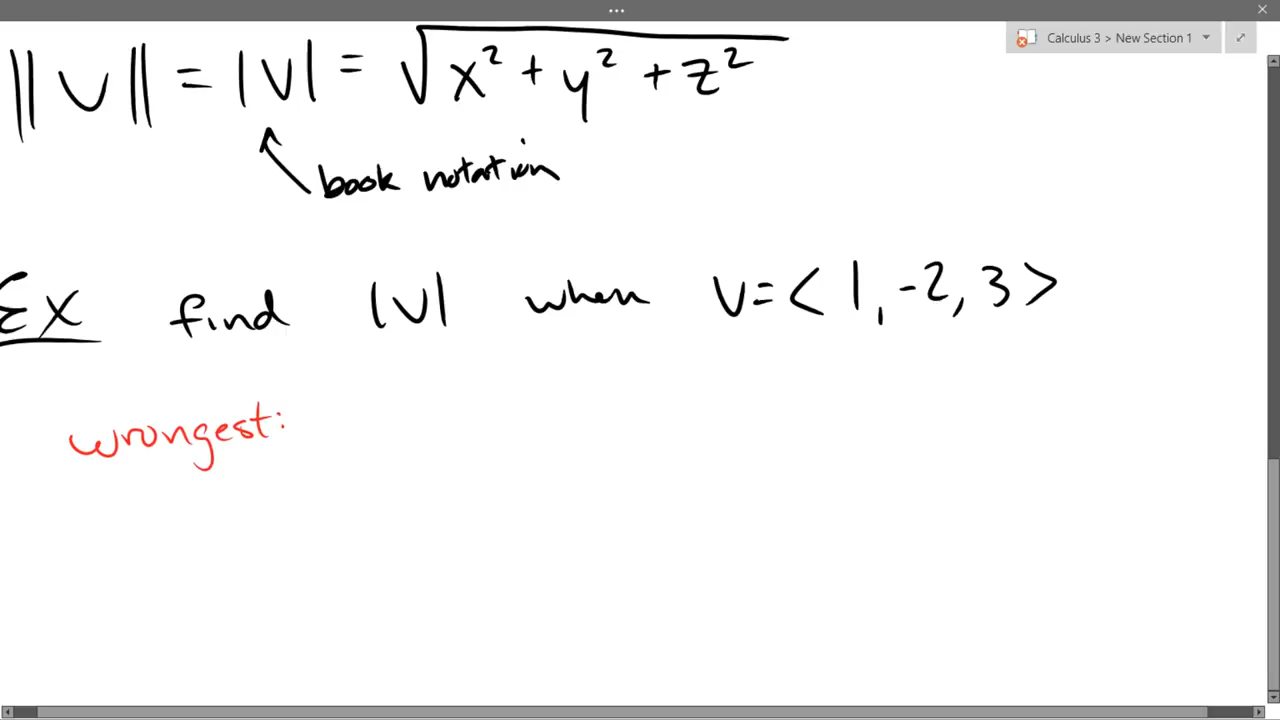 Calculus 3 > New Section 1
||V|| = |V| = √x² + y² + z²
book notation
Ex find |V| when V = < 1, -2, 3 >
wrongest: